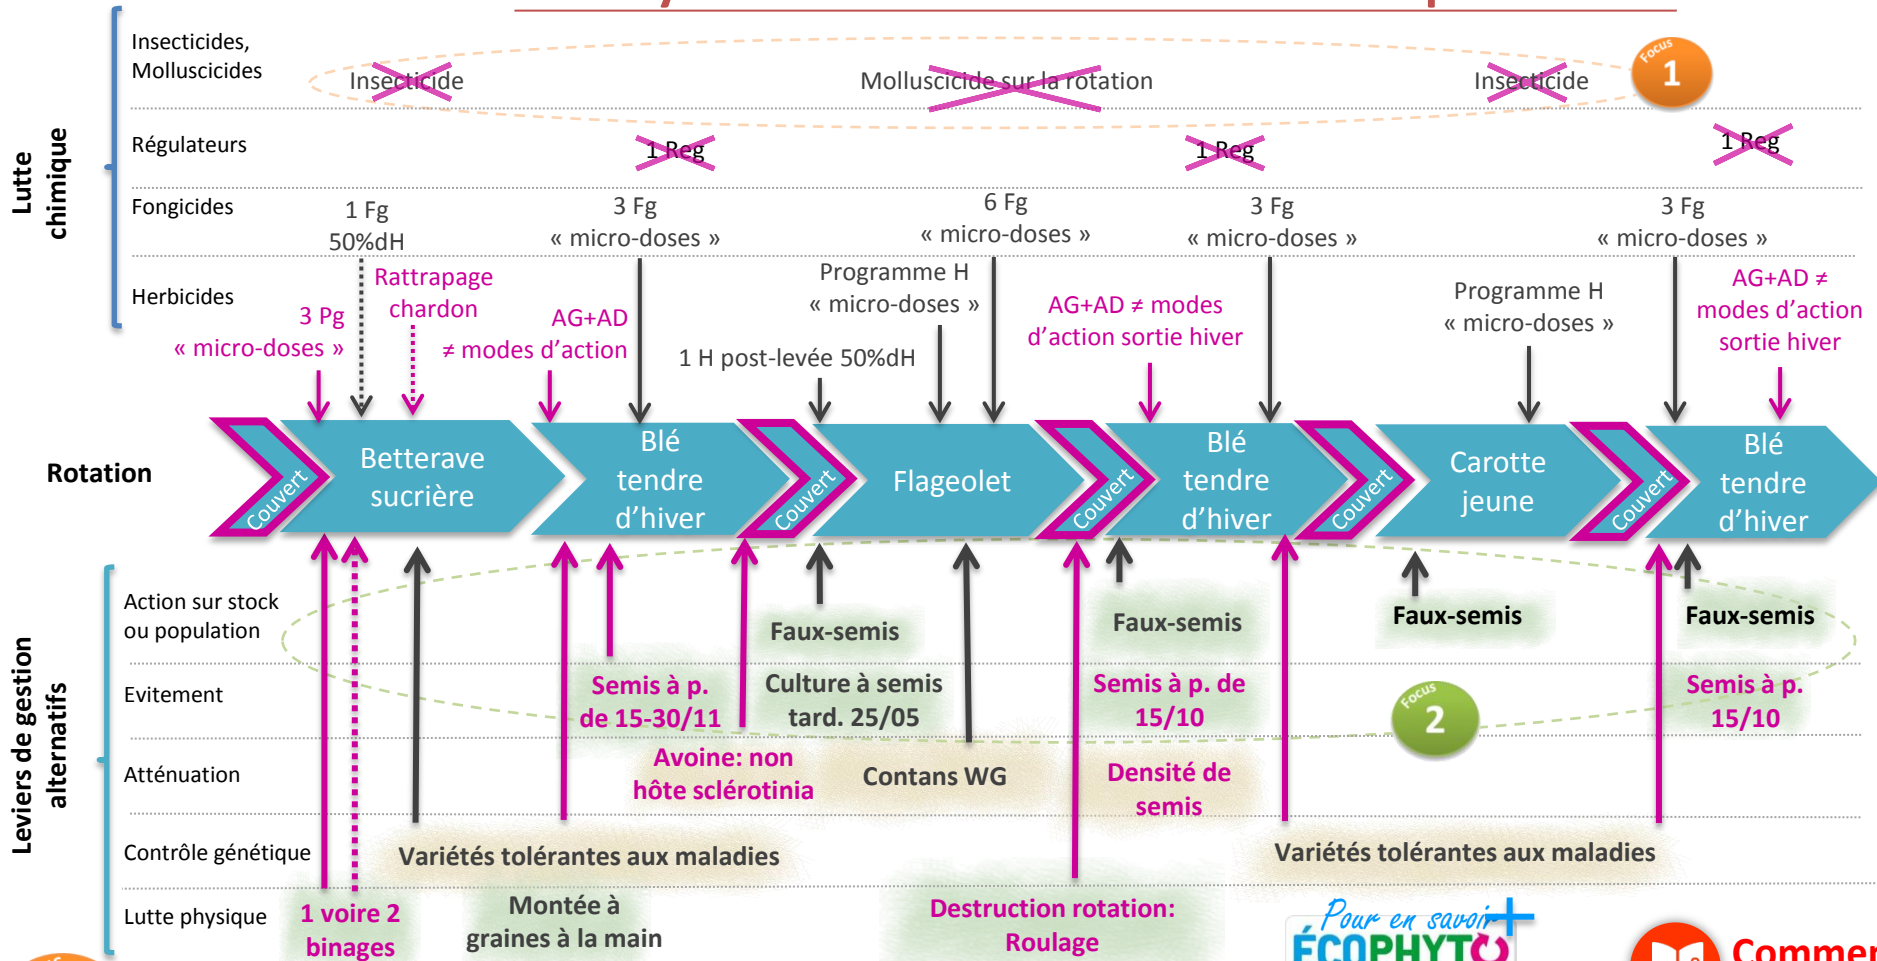 Insecticides,
Molluscicides
Insecticide
Molluscicide sur la rotation
Insecticide
Focus
1
Lutte
chimique
Régulateurs
1 Reg
1 Reg
1 Reg
Fongicides
1 Fg
50%dH
3 Fg
« micro-doses »
6 Fg
« micro-doses »
3 Fg
« micro-doses »
3 Fg
« micro-doses »
Herbicides
3 Pg
« micro-doses »
Rattrapage
chardon
AG+AD
≠ modes d’action
Programme H
« micro-doses »
1 H post-levée 50%dH
AG+AD ≠ modes
d’action sortie hiver
Programme H
« micro-doses »
AG+AD ≠
modes d’action
sortie hiver
Rotation
Couvert
Betterave
sucrière
Blé
tendre
d’hiver
Couvert
Flageolet
Couvert
Blé
tendre
d’hiver
Couvert
Carotte
jeune
Couvert
Blé
tendre
d’hiver
Leviers de gestion
alternatifs
Action sur stock
ou population
Faux-semis
Faux-semis
Faux-semis
Faux-semis
Evitement
Semis à p.
de 15-30/11
Culture à semis
tard. 25/05
Semis à p. de
15/10
Focus
2
Semis à p.
15/10
Atténuation
Avoine: non
hôte sclérotinia
Contans WG
Densité de
semis
Contrôle génétique
Variétés tolérantes aux maladies
Variétés tolérantes aux maladies
Lutte physique
1 voire 2
binages
Montée à
graines à la main
Destruction rotation:
Roulage
Pour en savoir +
ÉCOPHYTO